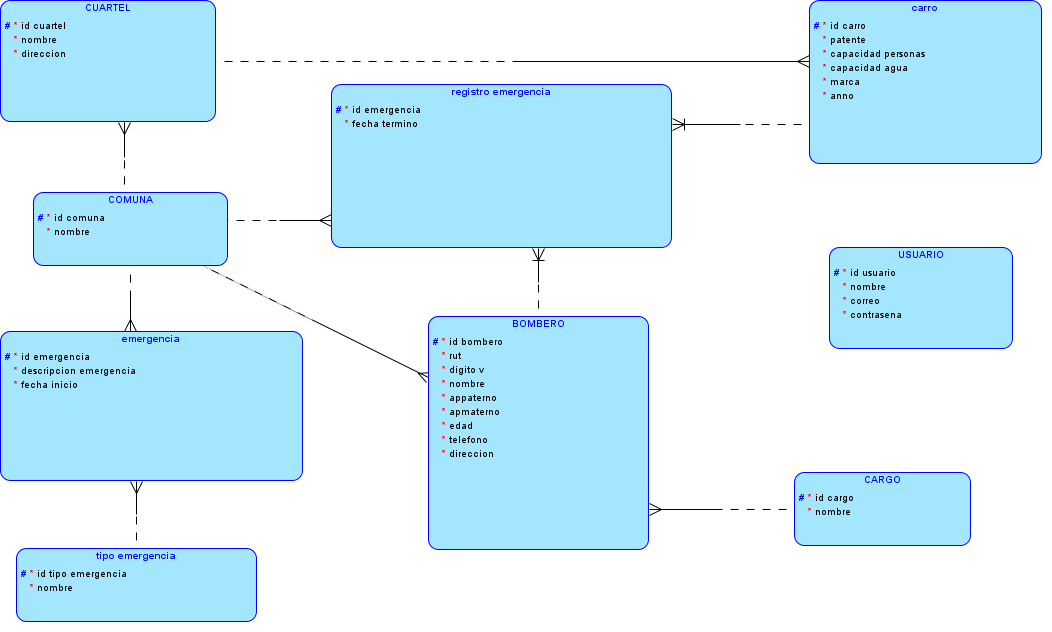 CUARTEL
# * id cuartel
* nombre
* direccion
carro
# * id carro
* patente
* capacidad personas
* capacidad agua
* marca
* anno
registro emergencia
# * id emergencia
* fecha termino
COMUNA
# * id comuna
* nombre
USUARIO
# * id usuario
* nombre
* correo
* contrasena
emergencia
# * id emergencia
* descripcion emergencia
* fecha inicio
BOMBERO
# * id bombero
* rut
* digito v
* nombre
* appaterno
* apmaterno
* edad
* telefono
* direccion
CARGO
# * id cargo
* nombre
tipo emergencia
# * id tipo emergencia
* nombre